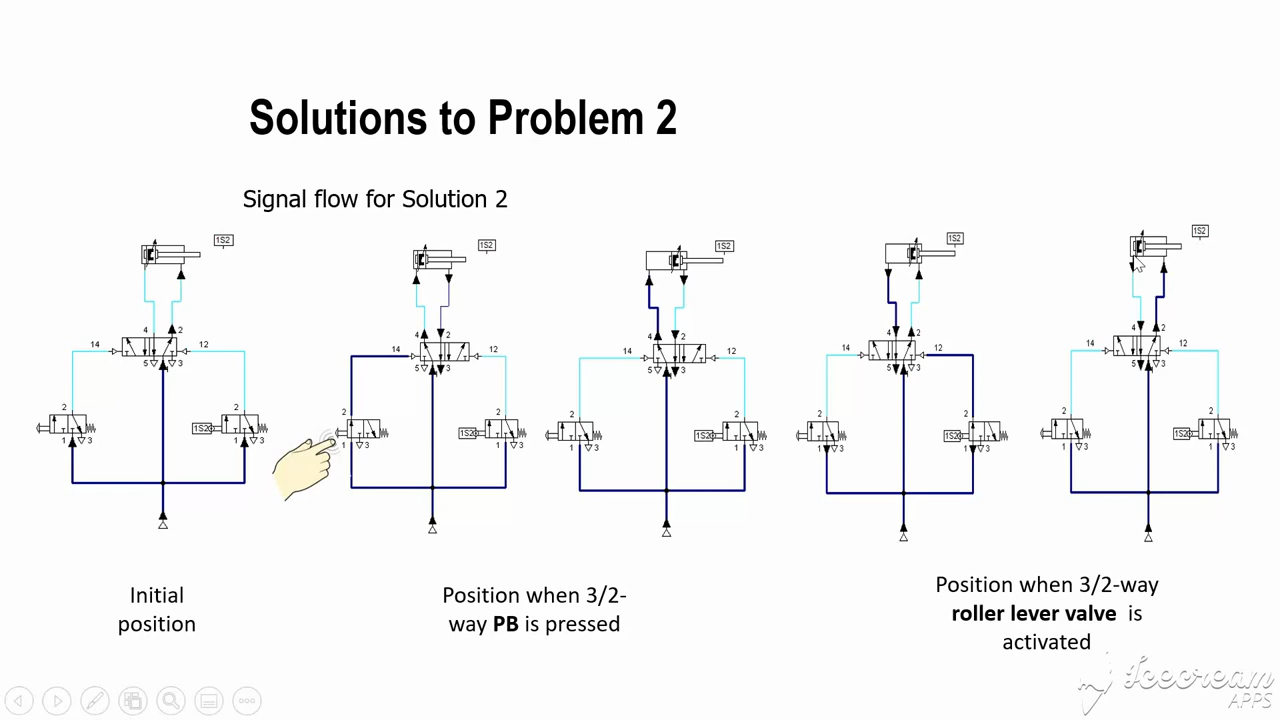 Solutions to Problem 2
Signal flow for Solution 2
1S2
4 2
14 12
5 3
2 2
1S2
1 3 1 3
1S2
4 2
14 12
5 3
2 2
1S2
1 3 1 3
1S2
4 2
14 12
5 3
2 2
1S2
1 3 1 3
1S2
4 2
14 12
5 3
2 2
1S2
1 3 1 3
1S2
4 2
14 12
5 3
2 2
1S2
1 3 1 3
Initial
position
Position when 3/2-
way PB is pressed
Position when 3/2-way
roller lever valve is
activated
Icecream
APPS